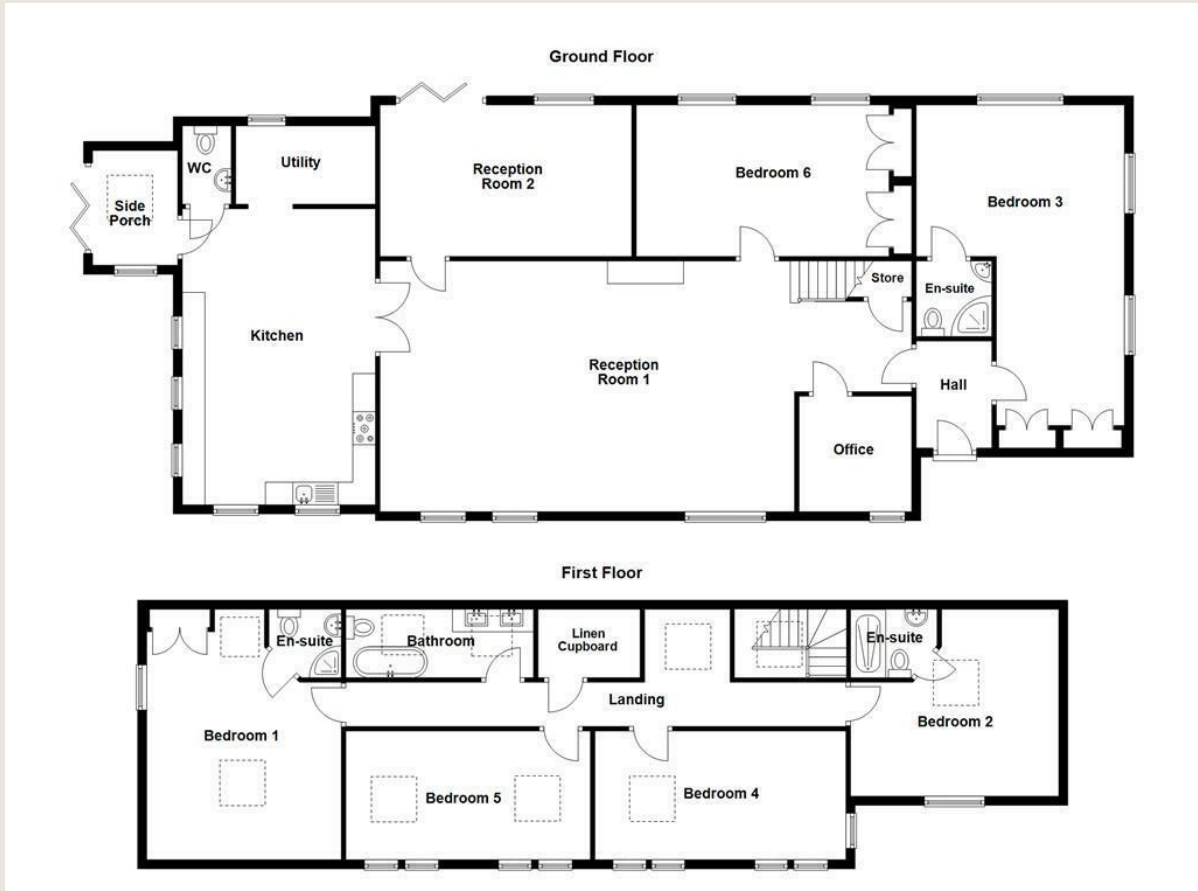 Ground Floor
WC
Utility
Reception
Room 2
Bedroom 6
Side
Porch
Bedroom 3
Store
En-suite
Kitchen
Reception
Room 1
Hall
Office
First Floor
En-suite
Bathroom
Linen
Cupboard
En-suite
Landing
Bedroom 1
Bedroom 2
Bedroom 5
Bedroom 4